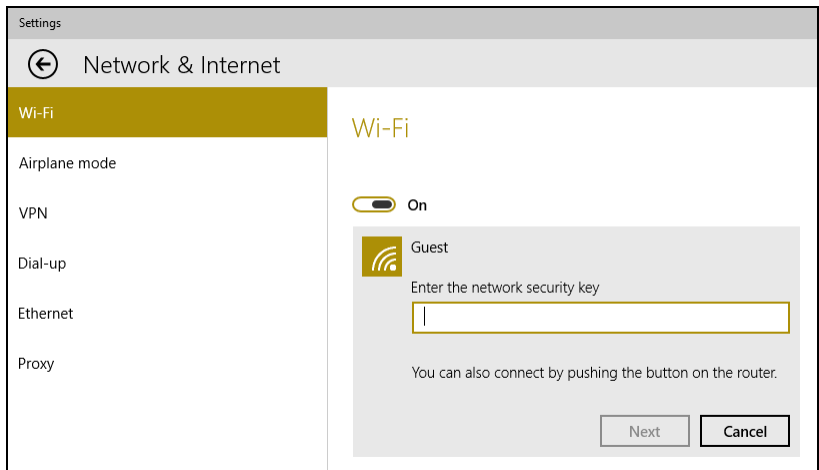 Settings
Network & Internet
Wi-Fi
Airplane mode
VPN
Dial-up
Ethernet
Proxy
Wi-Fi
On
Guest
Enter the network security key
You can also connect by pushing the button on the router.
Next
Cancel